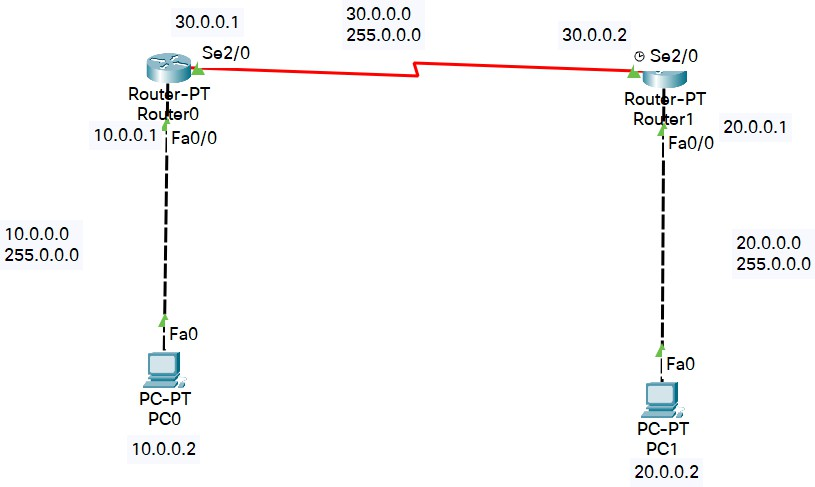 30.0.0.1
30.0.0.0
255.0.0.0
30.0.0.2
Se2/0
Se2/0
Router-PT
Router0
Router-PT
Router1
10.0.0.1
Fa0/0
Fa0/0
20.0.0.1
10.0.0.0
255.0.0.0
20.0.0.0
255.0.0.0
Fa0
Fa0
PC-PT
PC0
10.0.0.2
PC-PT
PC1
20.0.0.2